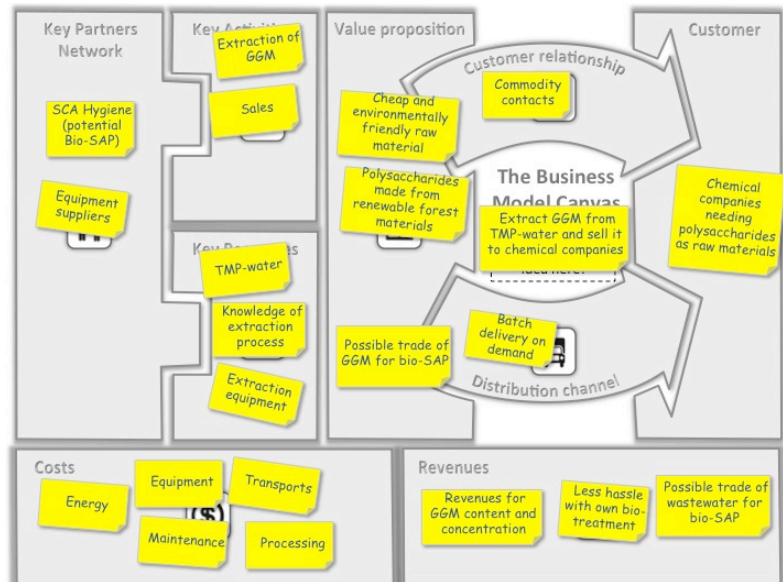 Key Partners
Network
SCA Hygiene
(potential
Bio-SAP)
Equipment
suppliers
Key
Extraction of
GGM
Sales
Key
TMP-water
Knowledge of
extraction
process
Extraction
equipment
Value proposition
Cheap and
environmentally
friendly raw
material
Polysaccharides
made from
renewable forest
materials
Possible trade of
GGM for bio-SAP
Customer relationship
Commodity
contacts
The Business
Model Canvas
Extract GGM from
TMP-water and sell it
to chemical companies
Batch
delivery on
demand
Distribution channel
Customer
Chemical
companies
needing
polysaccharides
as raw materials
Costs
Energy
Equipment
Transports
Maintenance
Processing
Revenues
Revenues for
GGM content and
concentration
Less hassle
with own bio-
treatment
Possible trade of
wastewater for
bio-SAP